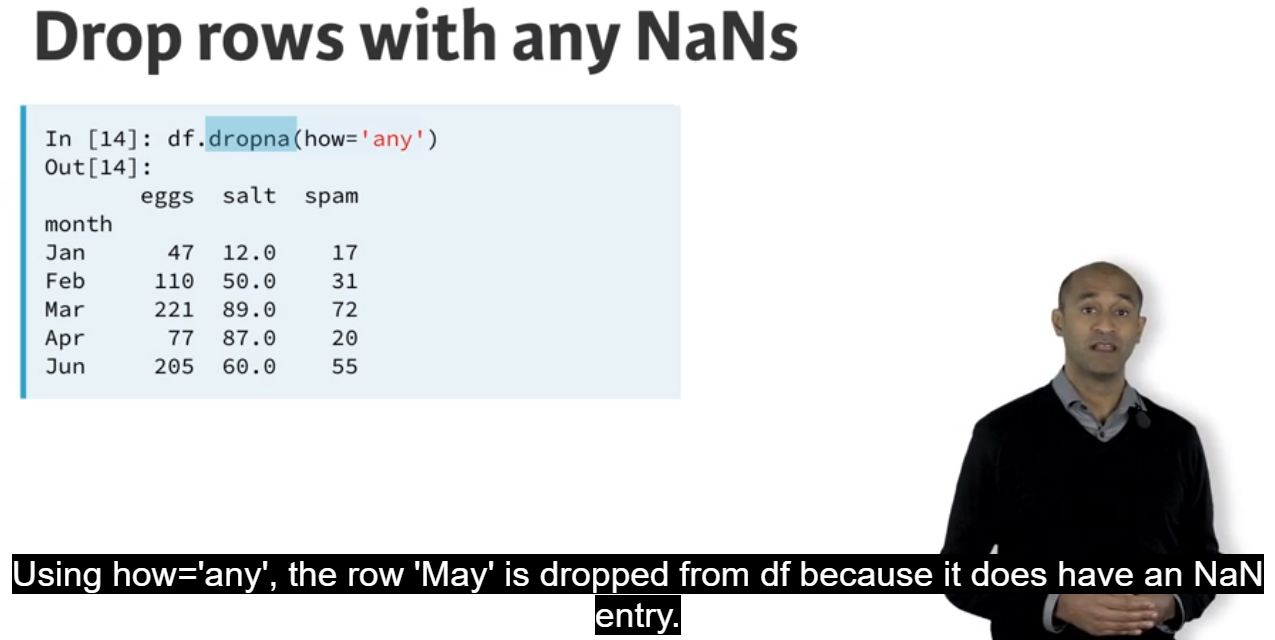 Drop rows with any NaNs
In [14]: df.dropna(how='any')
Out[14]:
eggs salt spam
month
Jan 47 12.0 17
Feb 110 50.0 31
Mar 221 89.0 72
Apr 77 87.0 20
Jun 205 60.0 55
Using how='any', the row 'May' is dropped from df because it does have an NaN
entry.